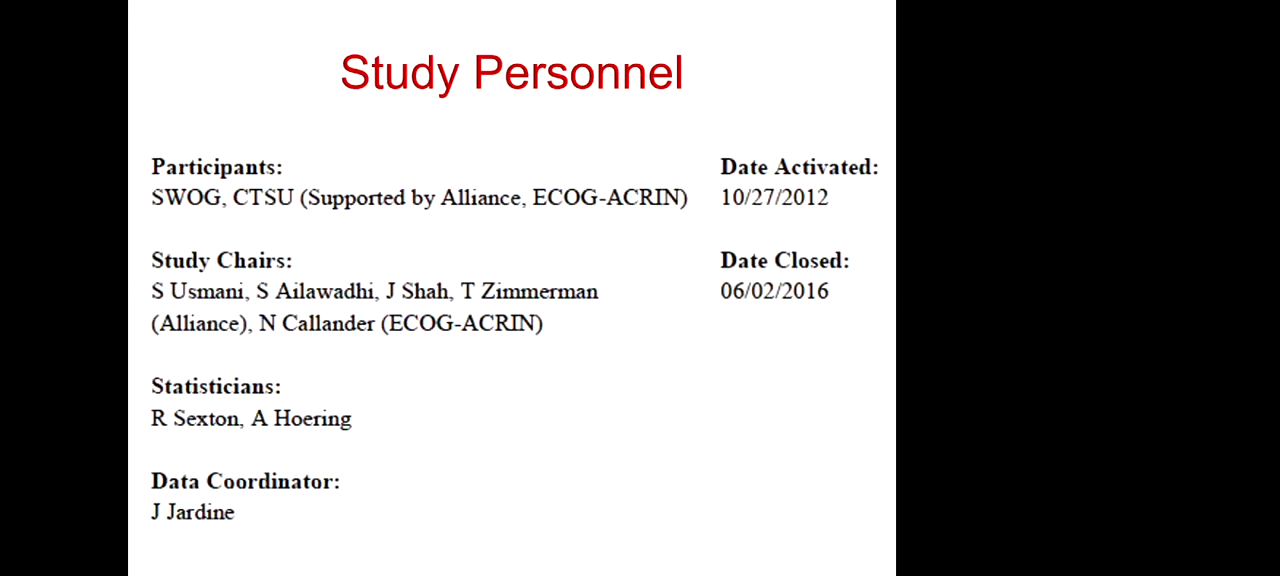 Study Personnel
Participants:
SWOG, CTSU (Supported by Alliance, ECOG-ACRIN)
Date Activated:
10/27/2012
Study Chairs:
S Usmani, S Ailawadhi, J Shah, T Zimmerman
(Alliance), N Callander (ECOG-ACRIN)
Date Closed:
06/02/2016
Statisticians:
R Sexton, A Hoering
Data Coordinator:
J Jardine